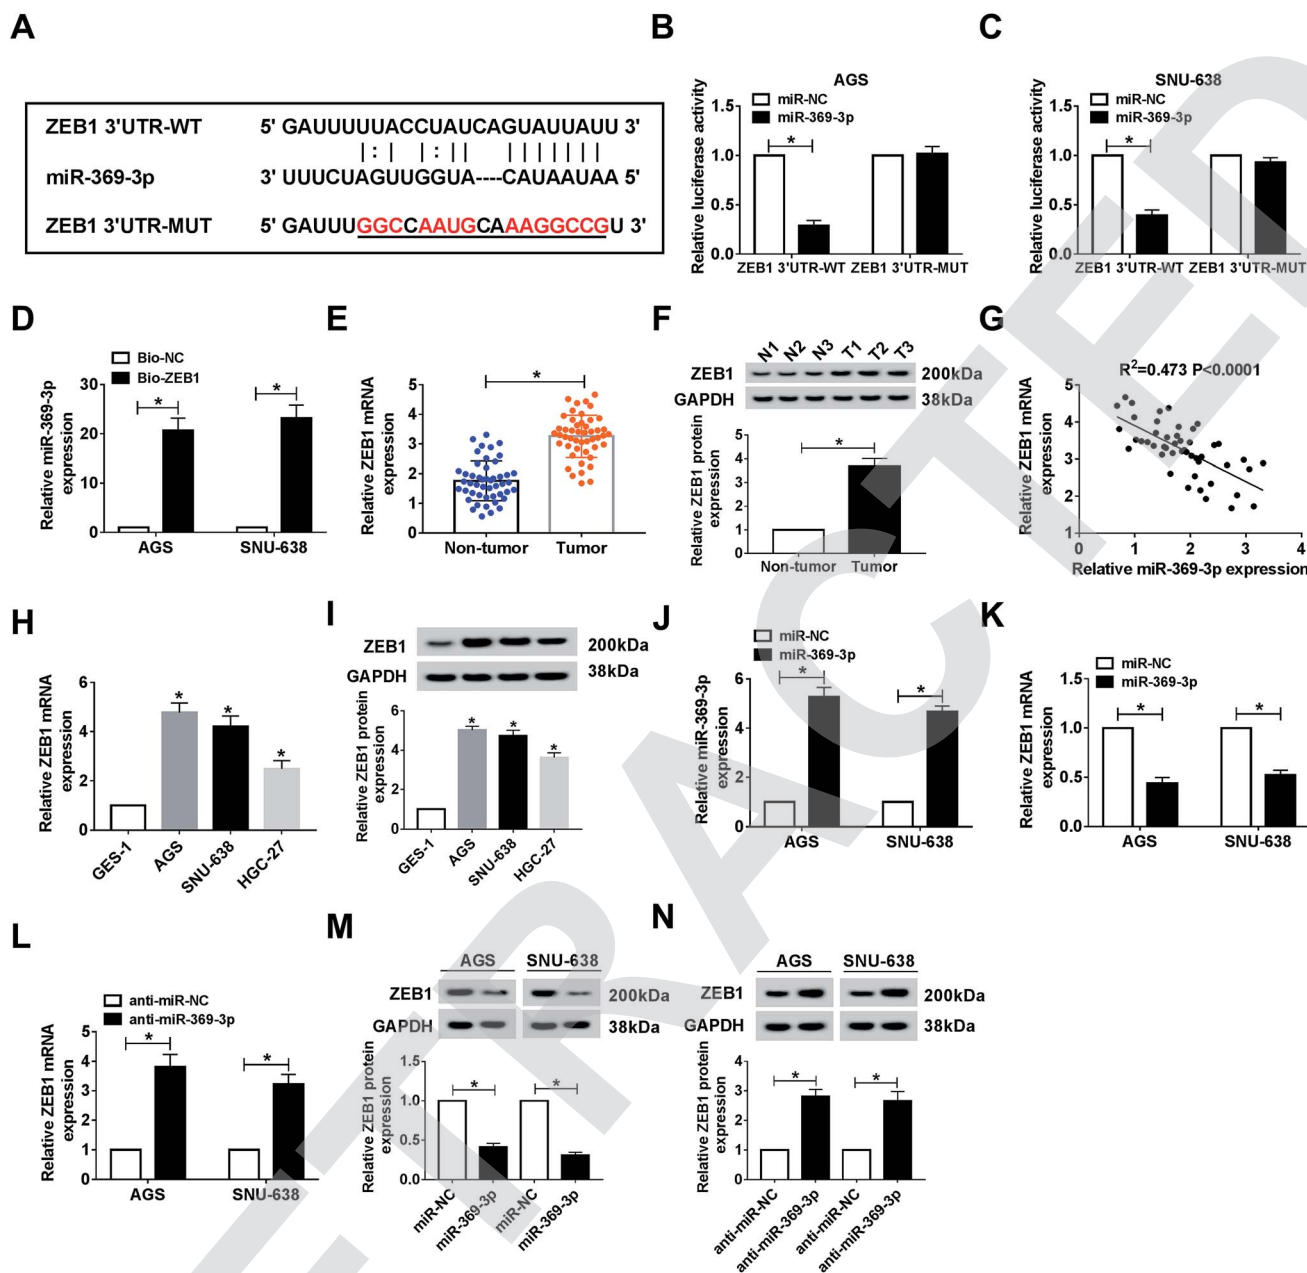 A
ZEB1 3'UTR-WT 5' GAUUUUUACCUAUCAGUAUUAUU 3'
miR-369-3p 3' UUUCUAGUUGGUA----CAUAAUAA 5'
ZEB1 3'UTR-MUT 5' GAUUUGGCCAAUGCAAAGGCCGU 3'
B
AGS
miR-NC
miR-369-3p
Relative luciferase activity
1.5
1.0
0.5
0.0
*
ZEB1 3'UTR-WT ZEB1 3'UTR-MUT
C
SNU-638
miR-NC
miR-369-3p
Relative luciferase activity
1.5
1.0
0.5
0.0
*
ZEB1 3'UTR-WT ZEB1 3'UTR-MUT
D
Bio-NC
Bio-ZEB1
Relative miR-369-3p
expression
30
20
10
0
* *
AGS SNU-638
E
Relative ZEB1 mRNA
expression
5
4
3
2
1
0
*
Non-tumor Tumor
F
N1 N2 N3 T1 T2 T3
ZEB1 200kDa
GAPDH 38kDa
Relative ZEB1 protein
expression
5
4
3
2
1
0
*
Non-tumor Tumor
G
R2=0.473 P<0.0001
Relative ZEB1 mRNA
expression
5
4
3
2
1
0 1 2 3 4
Relative miR-369-3p expression
H
Relative ZEB1 mRNA
expression
6
4
2
0
* * *
GES-1 AGS SNU-638 HGC-27
I
ZEB1 200kDa
GAPDH 38kDa
Relative ZEB1 protein
expression
6
4
2
0
* * *
GES-1 AGS SNU-638 HGC-27
J
miR-NC
miR-369-3p
Relative miR-369-3p
expression
6
4
2
0
* *
AGS SNU-638
K
miR-NC
miR-369-3p
Relative ZEB1 mRNA
expression
1.5
1.0
0.5
0.0
* *
AGS SNU-638
L
anti-miR-NC
anti-miR-369-3p
Relative ZEB1 mRNA
expression
5
4
3
2
1
0
* *
AGS SNU-638
M
AGS SNU-638
ZEB1 200kDa
GAPDH 38kDa
Relative ZEB1 protein
expression
1.5
1.0
0.5
0.0
* *
miR-NC miR-369-3p miR-NC miR-369-3p
N
AGS SNU-638
ZEB1 200kDa
GAPDH 38kDa
Relative ZEB1 protein
expression
4
3
2
1
0
* *
anti-miR-NC anti-miR-369-3p anti-miR-NC anti-miR-369-3p
ETRACTED